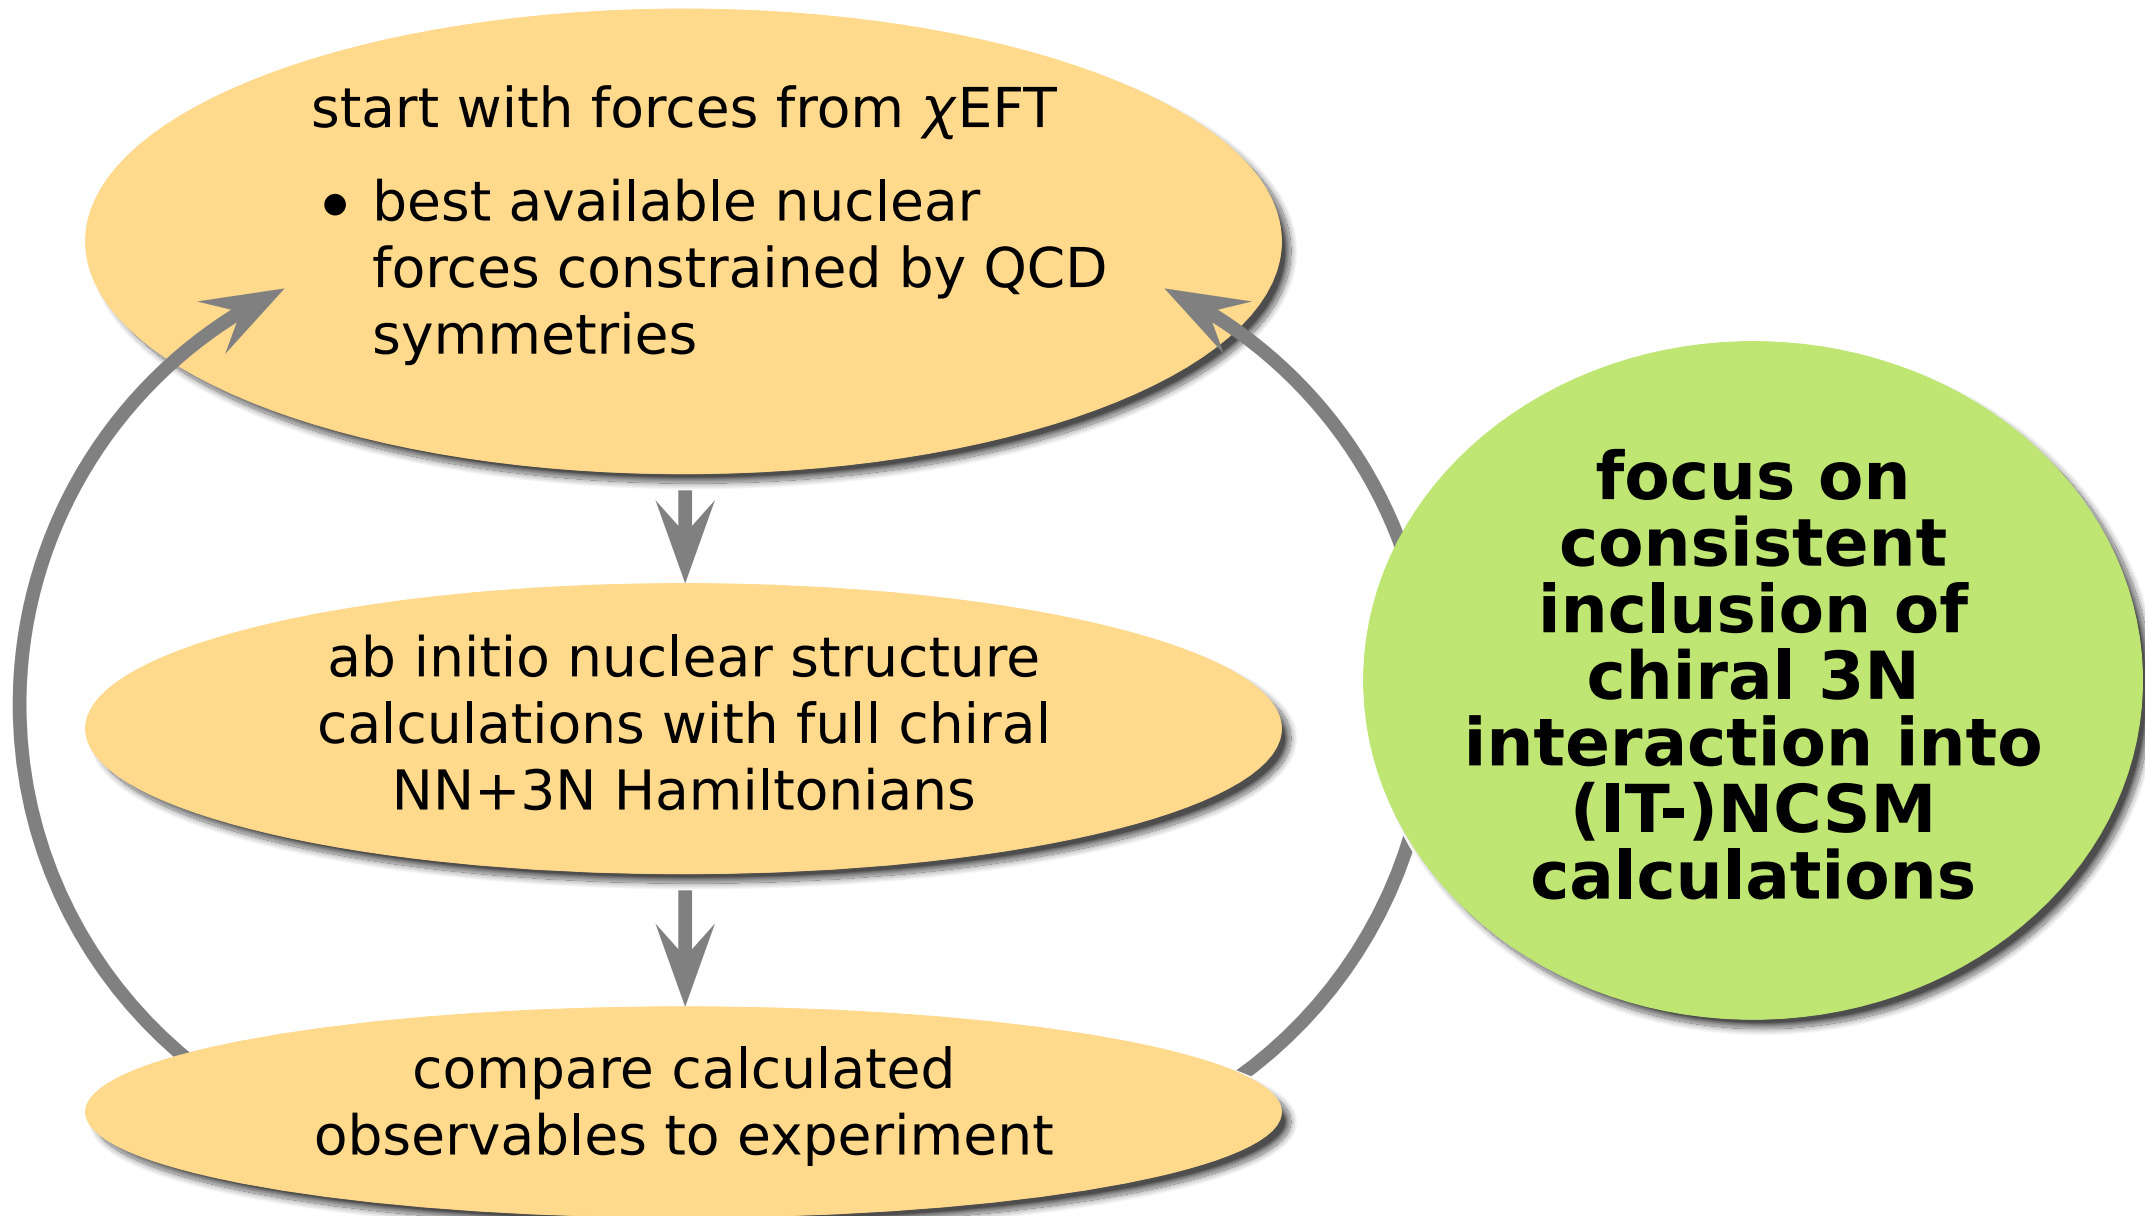 start with forces from χEFT
• best available nuclear
forces constrained by QCD
symmetries
ab initio nuclear structure
calculations with full chiral
NN+3N Hamiltonians
compare calculated
observables to experiment
focus on
consistent
inclusion of
chiral 3N
interaction into
(IT-)NCSM
calculations